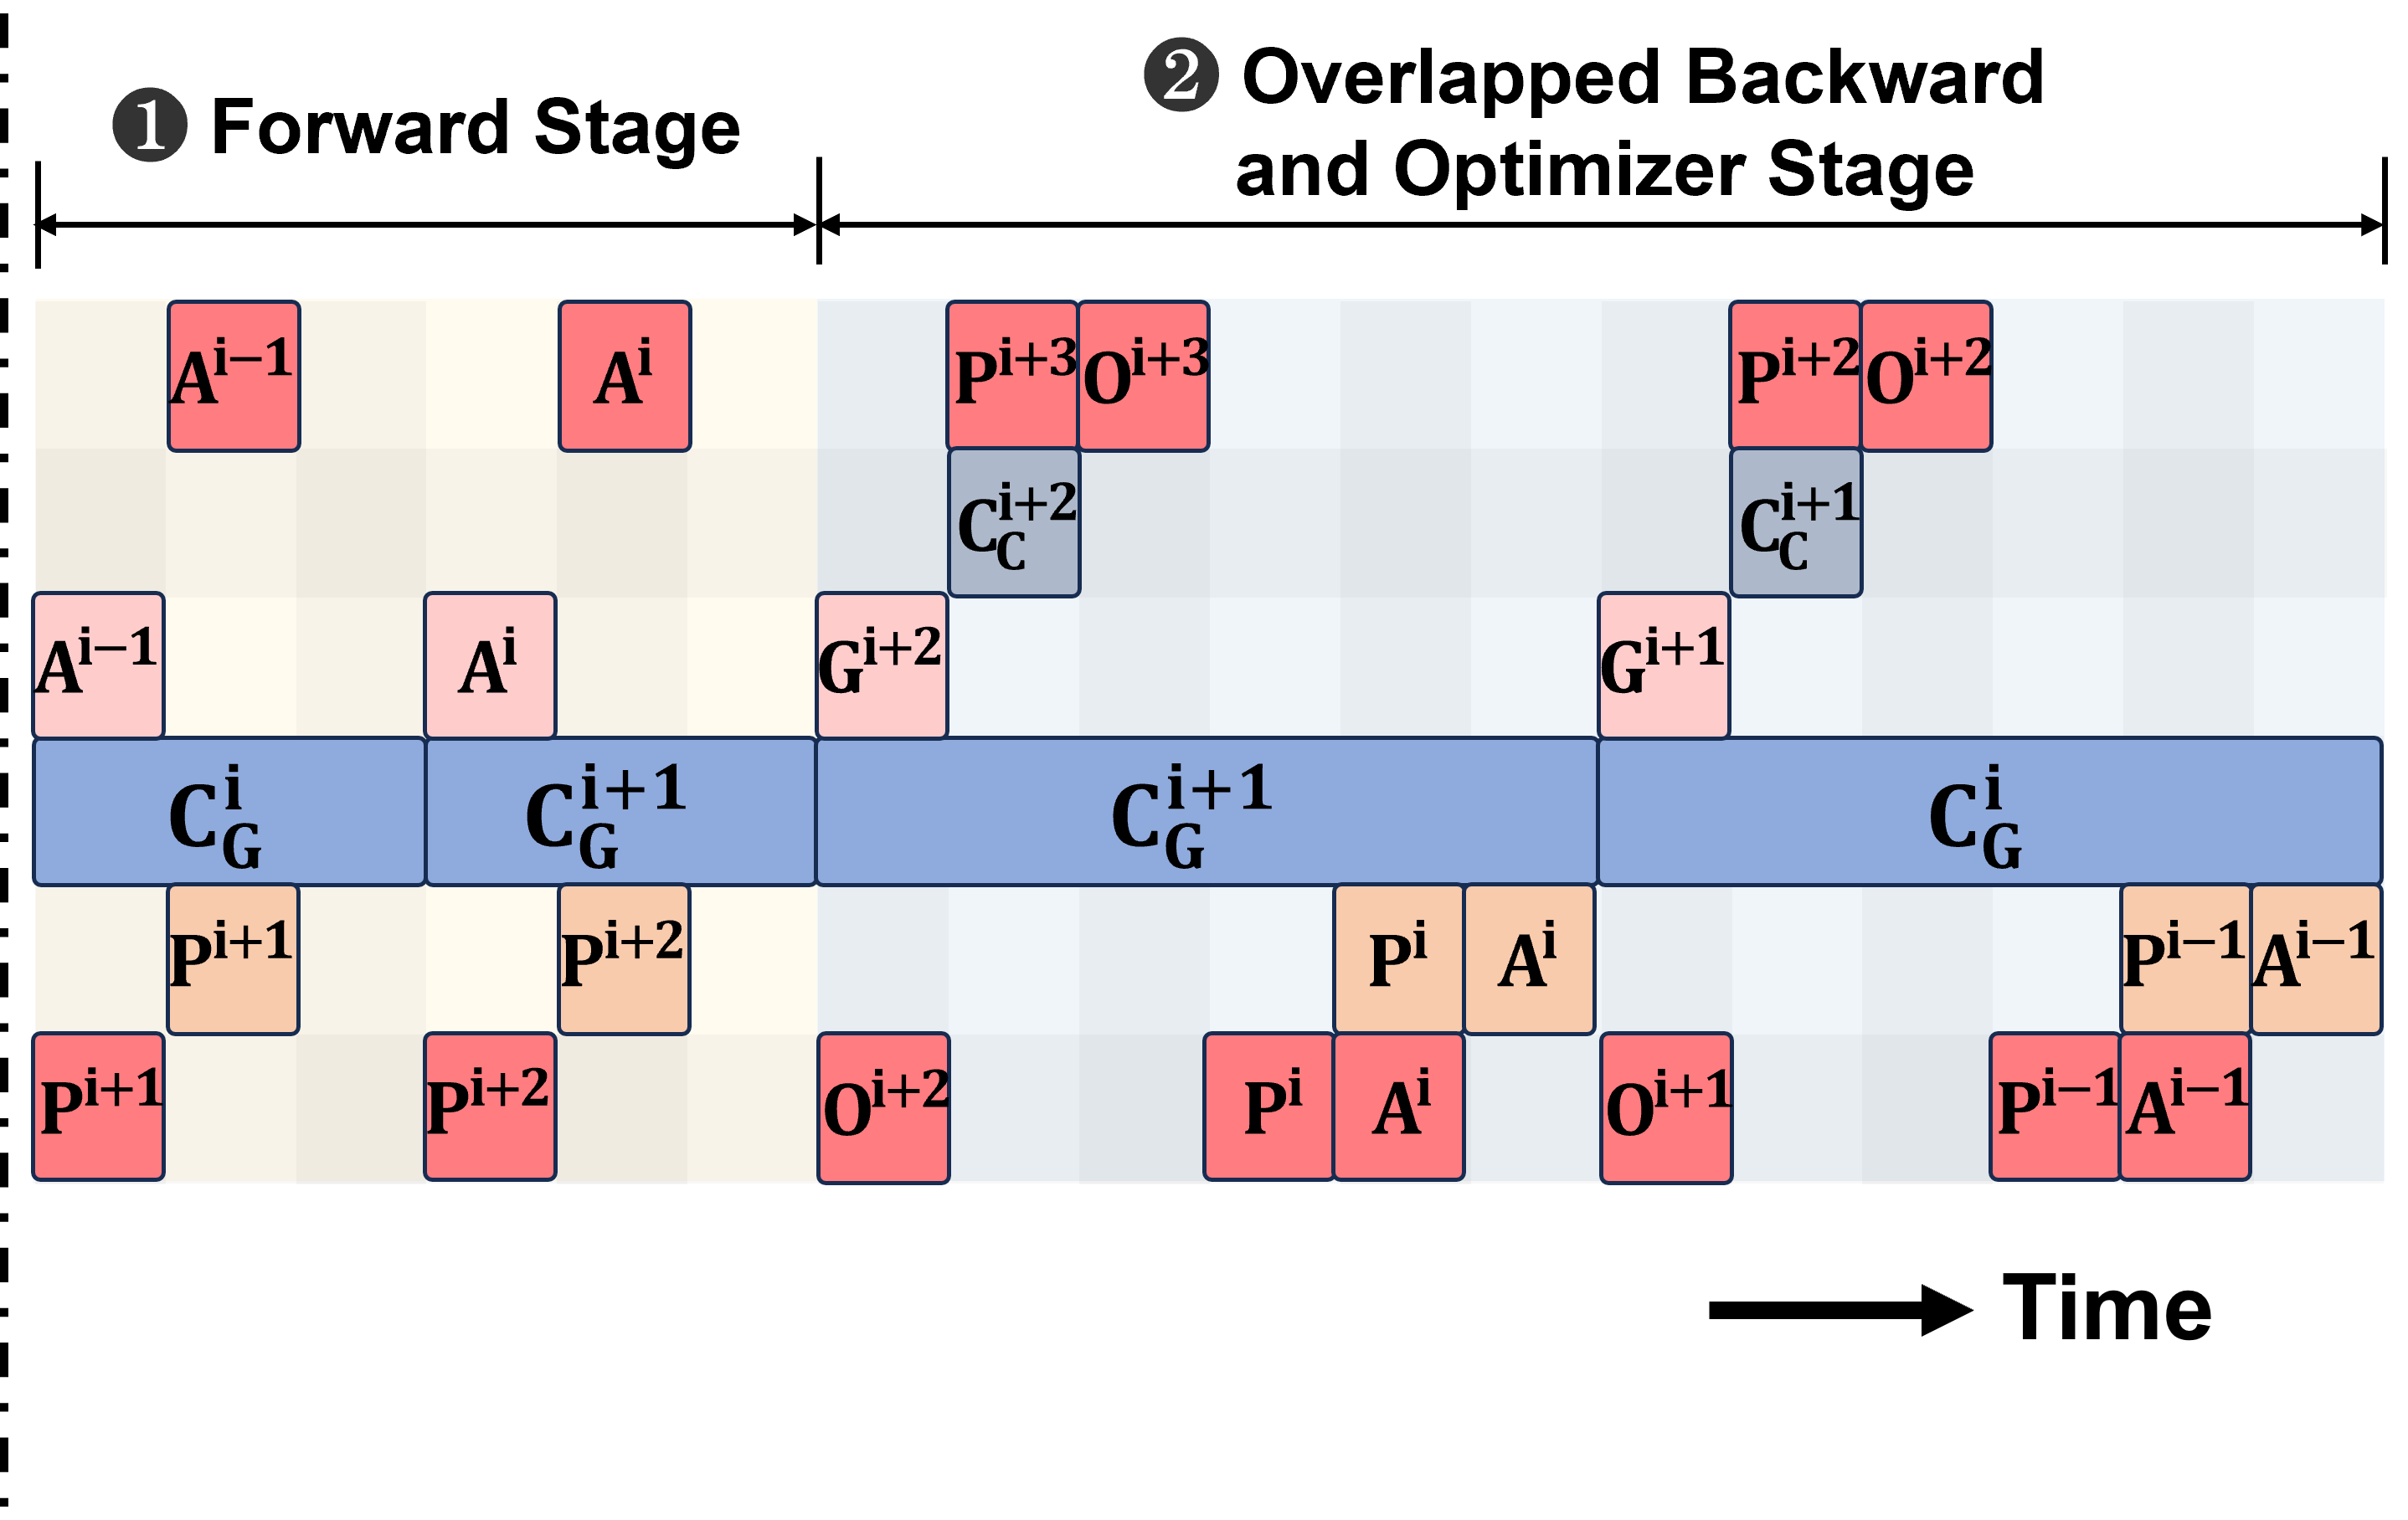 ❶ Forward Stage
❷ Overlapped Backward
and Optimizer Stage
A^{i−1} A^{i} P^{i+3} O^{i+3} P^{i+2} O^{i+2}
C_C^{i+2} C_C^{i+1}
A^{i−1} A^{i} G^{i+2} G^{i+1}
C_G^{i} C_G^{i+1} C_G^{i+1} C_G^{i}
P^{i+1} P^{i+2} P^{i} A^{i} P^{i−1} A^{i−1}
P^{i+1} P^{i+2} O^{i+2} P^{i} A^{i} O^{i+1} P^{i−1} A^{i−1}
Time